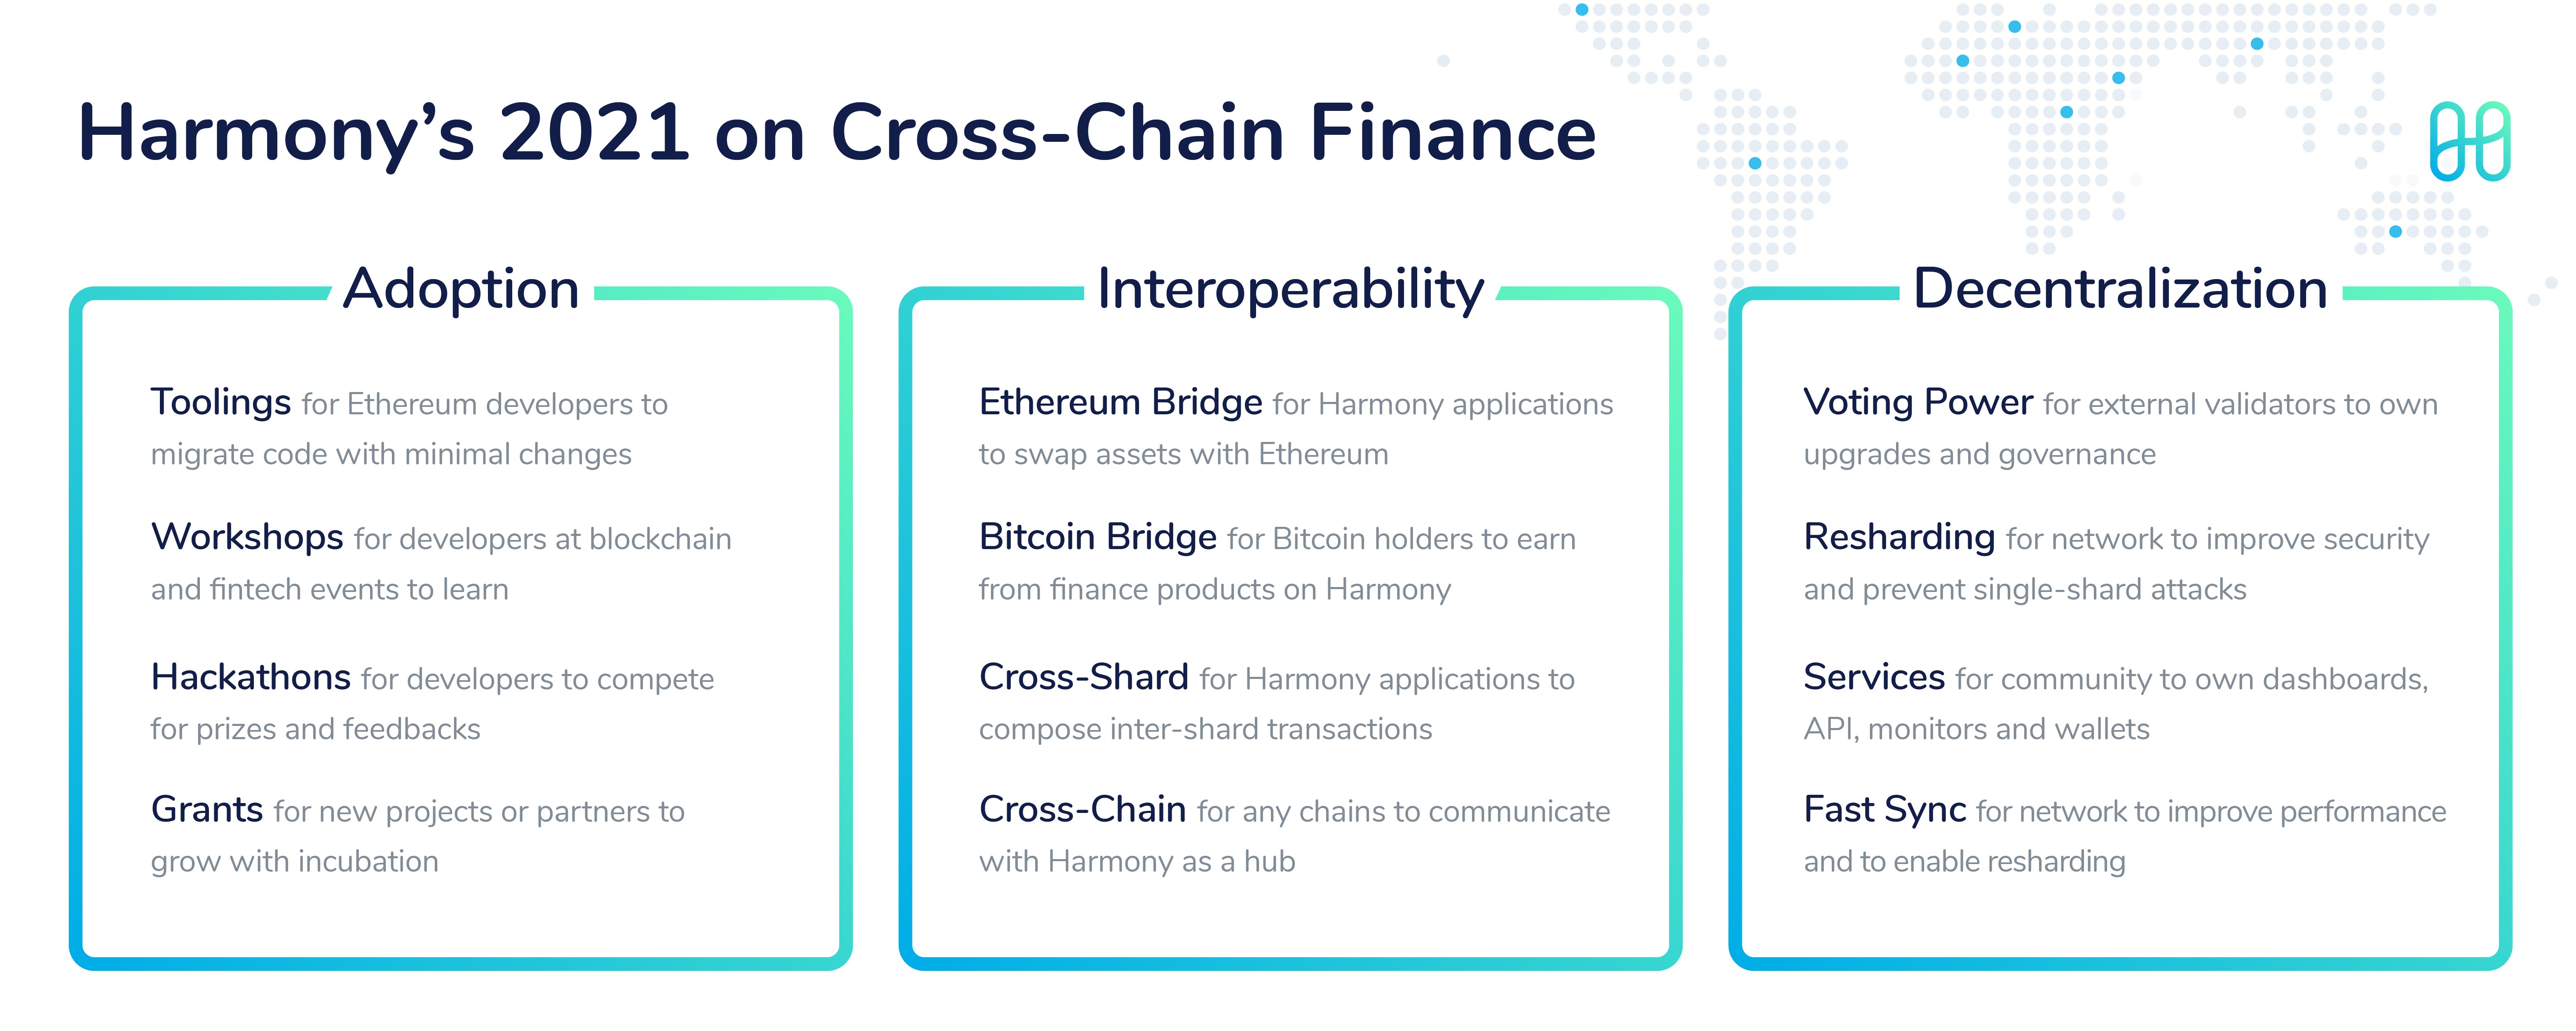 Harmony’s 2021 on Cross-Chain Finance
Adoption
Toolings for Ethereum developers to
migrate code with minimal changes
Workshops for developers at blockchain
and fintech events to learn
Hackathons for developers to compete
for prizes and feedbacks
Grants for new projects or partners to
grow with incubation
Interoperability
Ethereum Bridge for Harmony applications
to swap assets with Ethereum
Bitcoin Bridge for Bitcoin holders to earn
from finance products on Harmony
Cross-Shard for Harmony applications to
compose inter-shard transactions
Cross-Chain for any chains to communicate
with Harmony as a hub
Decentralization
Voting Power for external validators to own
upgrades and governance
Resharding for network to improve security
and prevent single-shard attacks
Services for community to own dashboards,
API, monitors and wallets
Fast Sync for network to improve performance
and to enable resharding